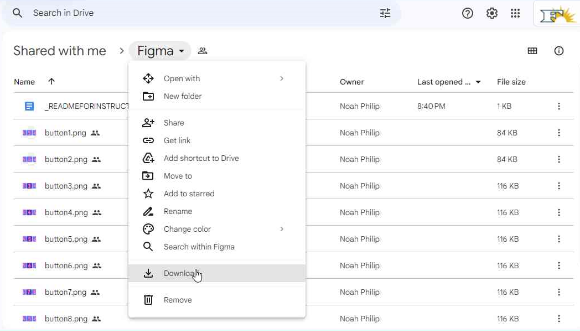 Search in Drive
Shared with me > Figma
Name Owner Last opened ... File size
_READMEFORINSTRUCT Noah Philip 8:40 PM 1 KB
button1.png Noah Philip 84 KB
button2.png Noah Philip 84 KB
button3.png Noah Philip 116 KB
button4.png Noah Philip 116 KB
button5.png Noah Philip 116 KB
button6.png Noah Philip 116 KB
button7.png Noah Philip 116 KB
button8.png Noah Philip 116 KB
Open with
New folder
Share
Get link
Add shortcut to Drive
Move to
Add to starred
Rename
Change color
Search within Figma
Download
Remove